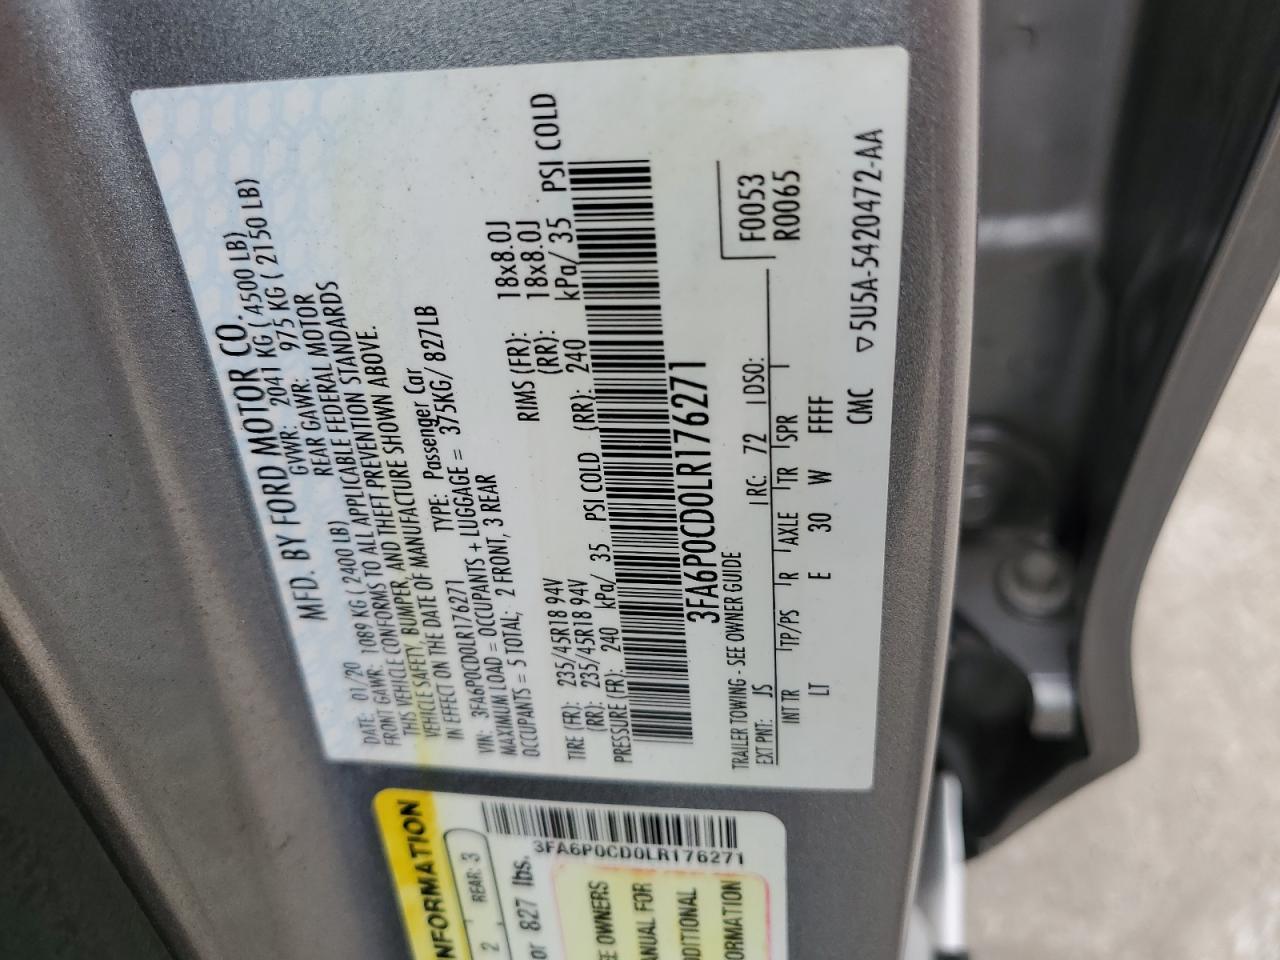 MFD. BY FORD MOTOR CO.
DATE: 01/20 GVWR: 2041 KG ( 4500 LB)
FRONT GAWR: 1089 KG ( 2400 LB) REAR GAWR: 975 KG ( 2150 LB)
THIS VEHICLE CONFORMS TO ALL APPLICABLE FEDERAL MOTOR
VEHICLE SAFETY, BUMPER, AND THEFT PREVENTION STANDARDS
IN EFFECT ON THE DATE OF MANUFACTURE SHOWN ABOVE.
VIN: 3FA6P0CD0LR176271 TYPE: Passenger Car
MAXIMUM LOAD = OCCUPANTS + LUGGAGE = 375KG/ 827LB
OCCUPANTS = 5 TOTAL, 2 FRONT, 3 REAR
TIRE (FR): 235/45R18 94V RIMS (FR): 18x8.0J
(RR): 235/45R18 94V (RR): 18x8.0J
PRESSURE (FR): 240 kPa/ 35 PSI COLD (RR): 240 kPa/ 35 PSI COLD
3FA6P0CD0LR176271
F0053
R0065
TRAILER TOWING - SEE OWNER GUIDE
EXT PNT: JS RC: 72 DSO:
INT TR TP/PS R AXLE TR SPR
LT E 30 W FFFF
CMC ▽5U5A-5420472-AA
NFORMATION
2 REAR: 3
or 827 lbs.
3FA6P0CD0LR176271
EE OWNERS
ANUAL FOR
DDITIONAL
ORMATION